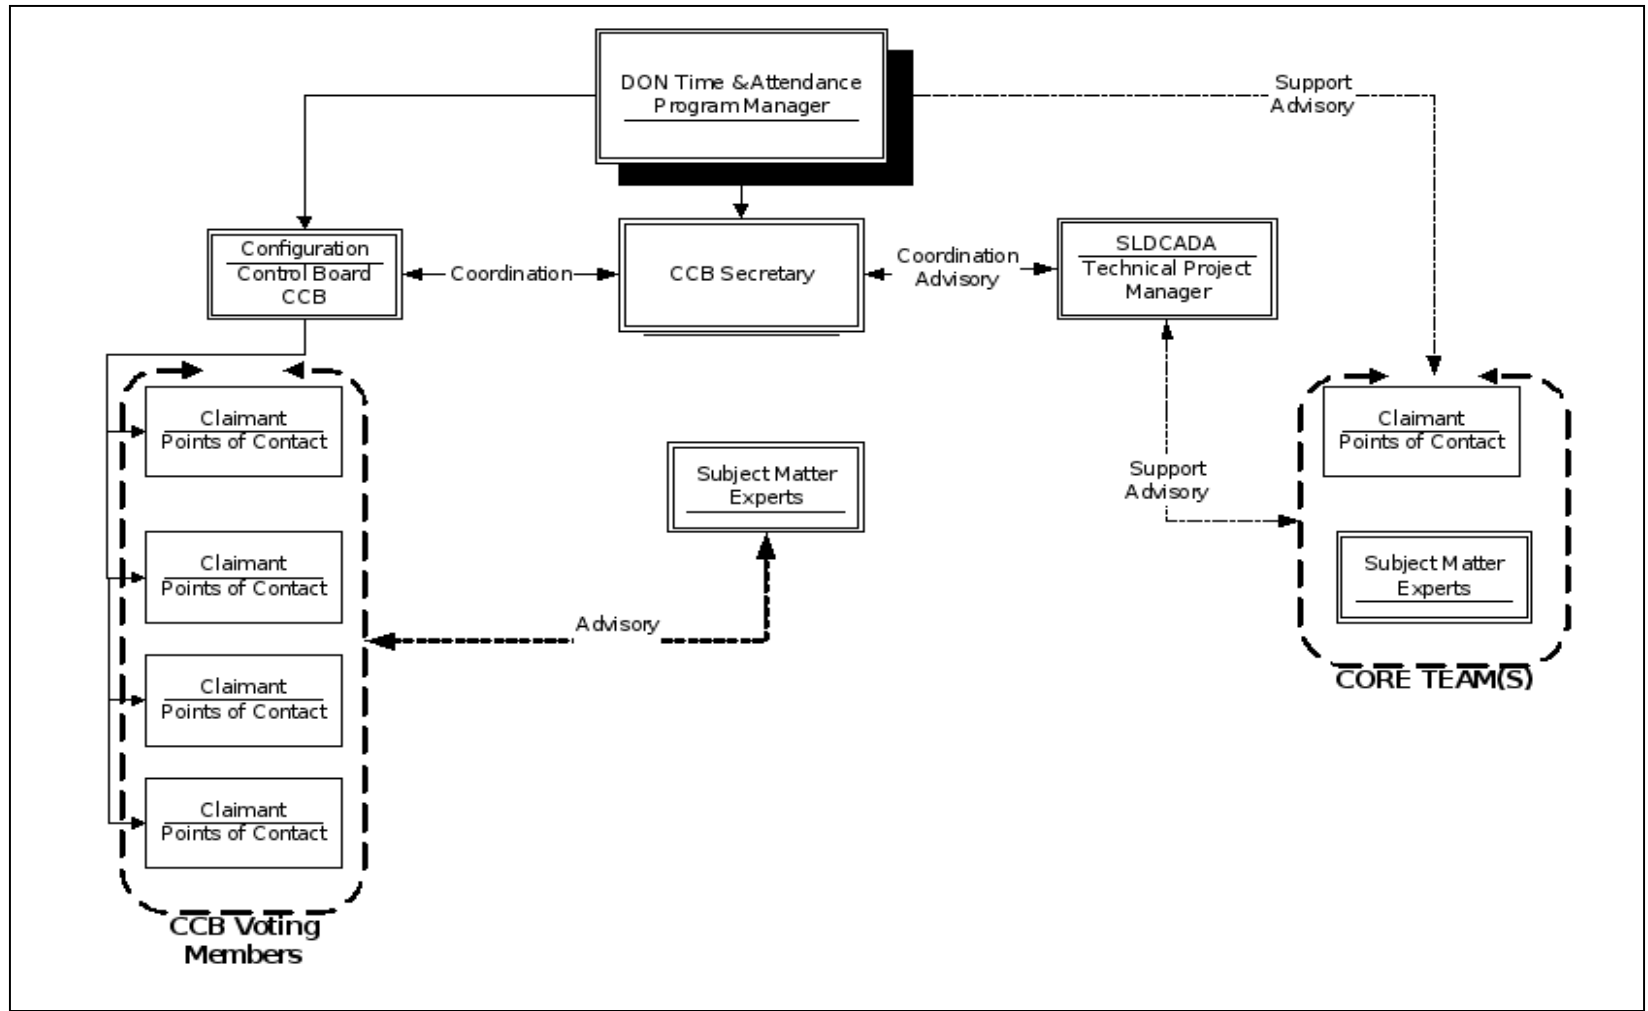 DON Time & Attendance
Program Manager
Support
Advisory
Configuration
Control Board
CCB
Coordination
CCB Secretary
Coordination
Advisory
SLDCADA
Technical Project
Manager
Claimant
Points of Contact
Claimant
Points of Contact
Claimant
Points of Contact
Claimant
Points of Contact
CCB Voting
Members
Subject Matter
Experts
Advisory
Support
Advisory
Claimant
Points of Contact
Subject Matter
Experts
CORE TEAM(S)